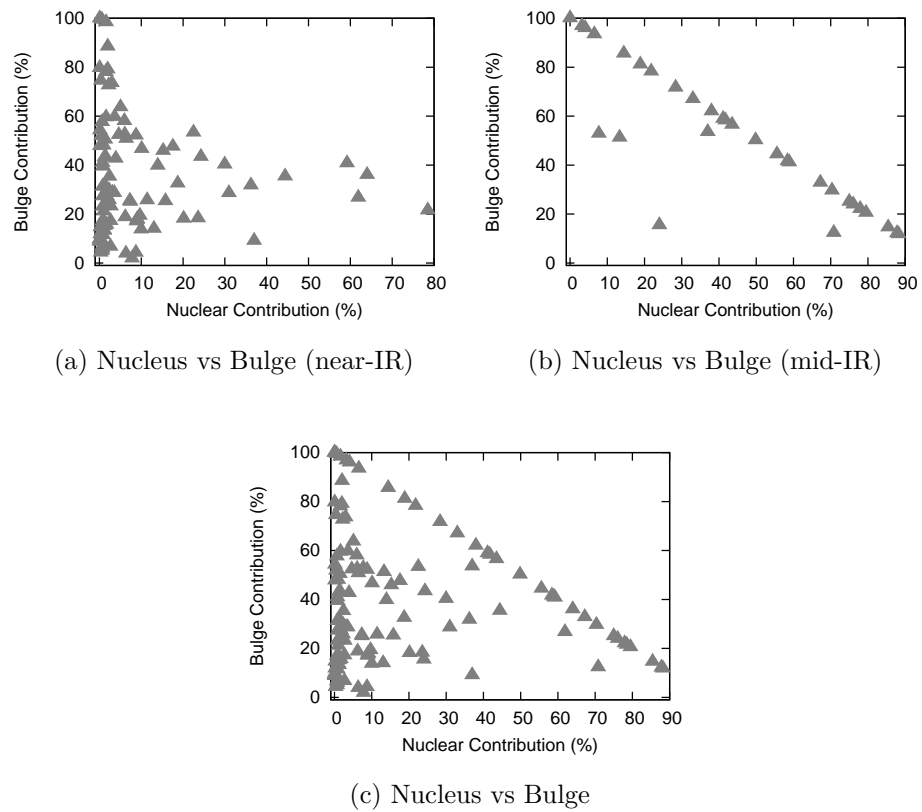 100
80
60
40
20
0
Bulge Contribution (%)
0 10 20 30 40 50 60 70 80
Nuclear Contribution (%)
(a) Nucleus vs Bulge (near-IR)
100
80
60
40
20
0
Bulge Contribution (%)
0 10 20 30 40 50 60 70 80 90
Nuclear Contribution (%)
(b) Nucleus vs Bulge (mid-IR)
100
80
60
40
20
0
Bulge Contribution (%)
0 10 20 30 40 50 60 70 80 90
Nuclear Contribution (%)
(c) Nucleus vs Bulge